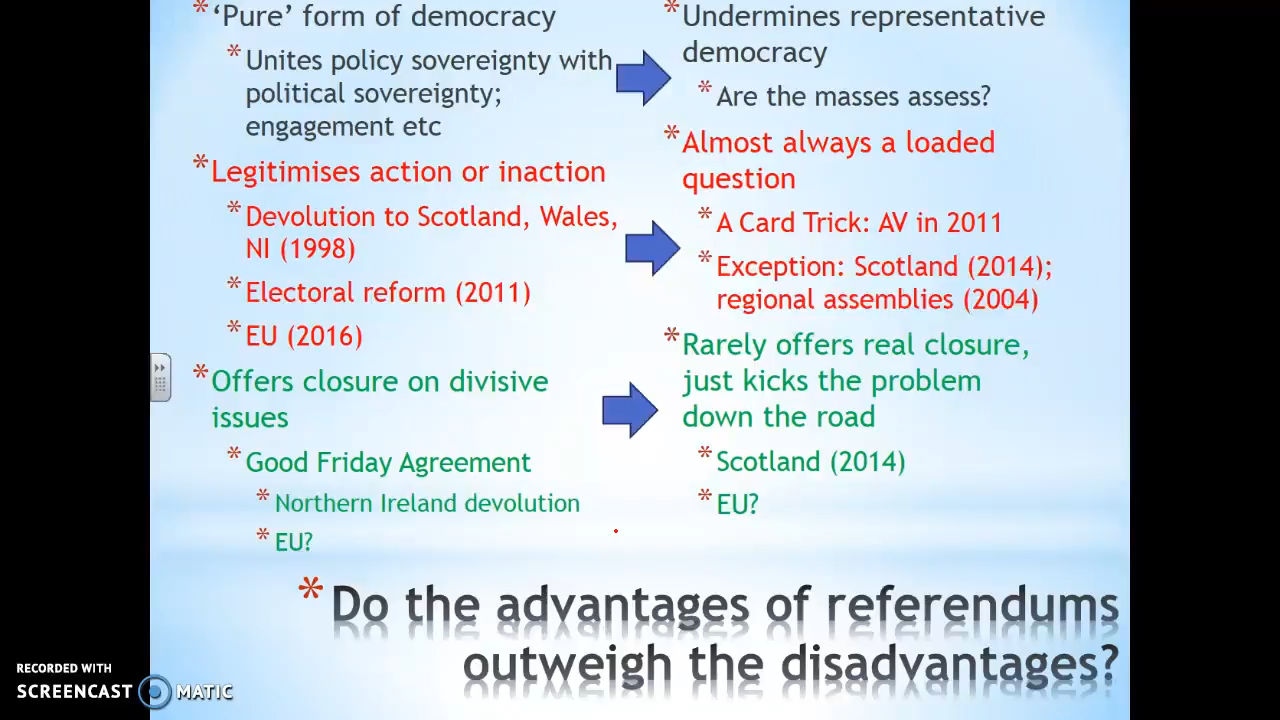 * ‘Pure’ form of democracy
* Unites policy sovereignty with
political sovereignty;
engagement etc
* Legitimises action or inaction
* Devolution to Scotland, Wales,
NI (1998)
* Electoral reform (2011)
* EU (2016)
* Offers closure on divisive
issues
* Good Friday Agreement
* Northern Ireland devolution
* EU?
* Undermines representative
democracy
* Are the masses assess?
* Almost always a loaded
question
* A Card Trick: AV in 2011
* Exception: Scotland (2014);
regional assemblies (2004)
* Rarely offers real closure,
just kicks the problem
down the road
* Scotland (2014)
* EU?
* Do the advantages of referendums
outweigh the disadvantages?
RECORDED WITH
SCREENCAST MATIC